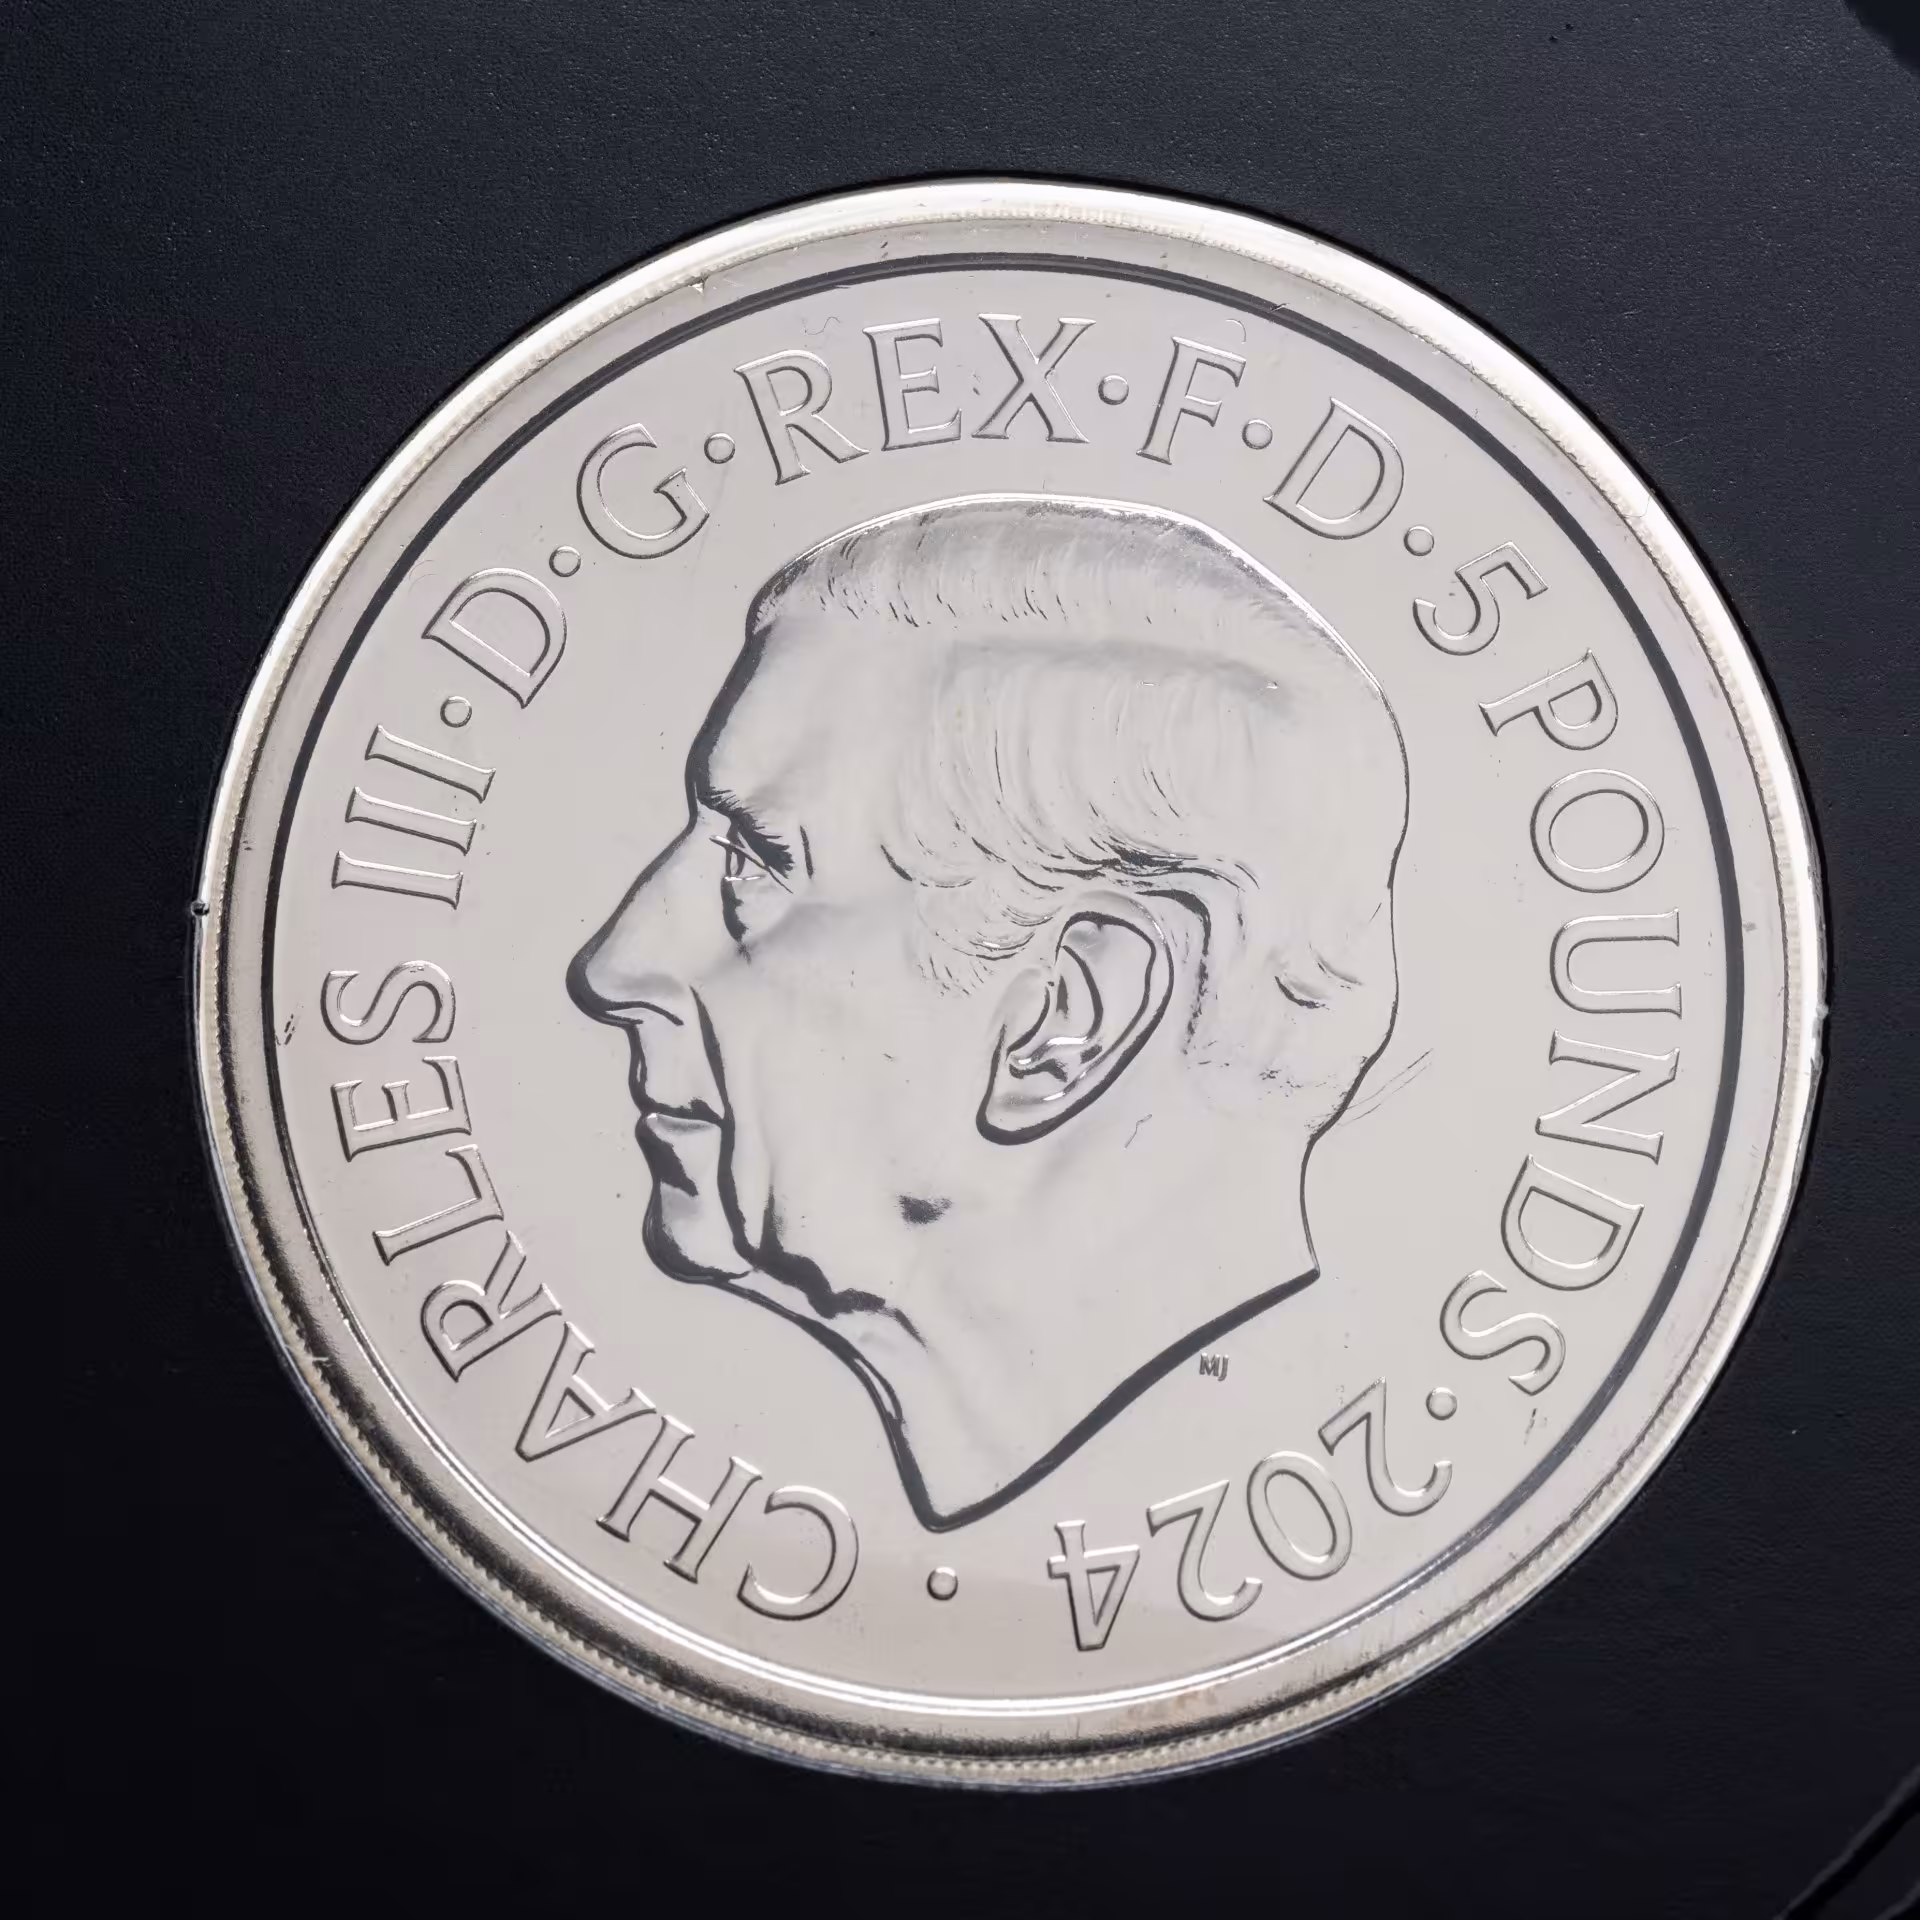 · CHARLES III · D · G · REX · F · D · 5 POUNDS · 2024
MJ